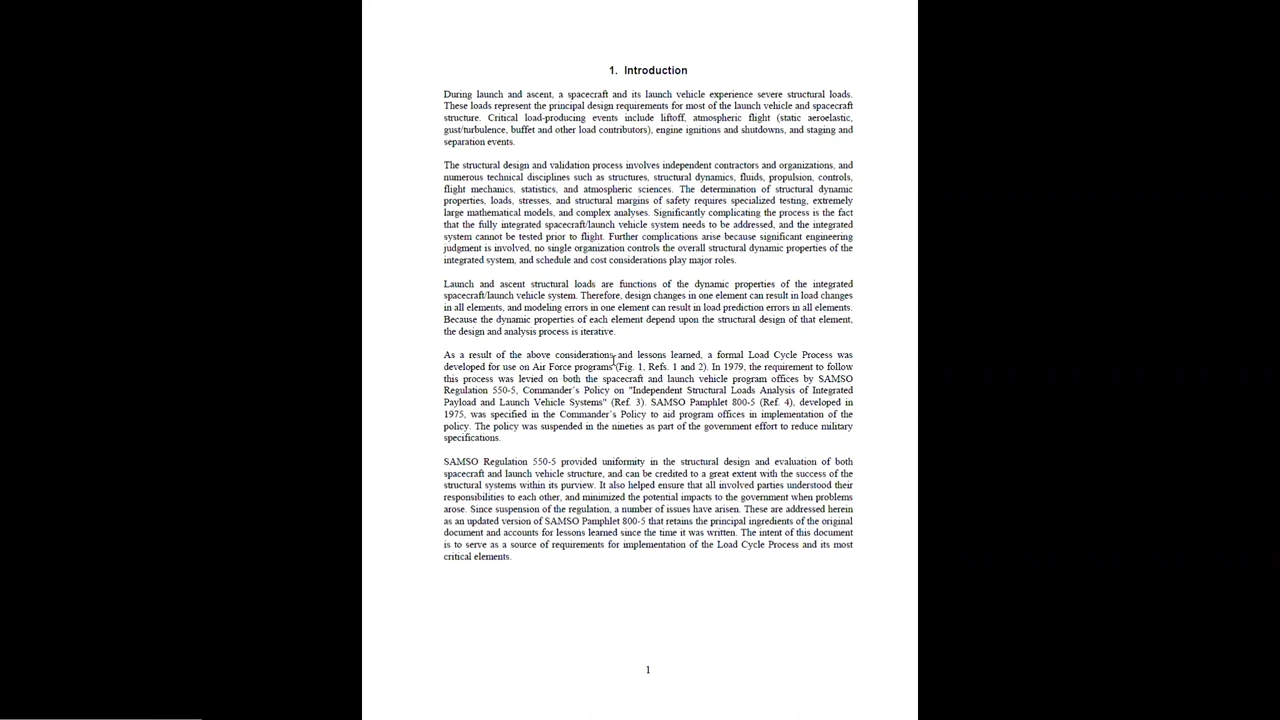 1. Introduction
During launch and ascent, a spacecraft and its launch vehicle experience severe structural loads.
These loads represent the principal design requirements for most of the launch vehicle and spacecraft
structure. Critical load-producing events include liftoff, atmospheric flight (static aeroelastic,
gust/turbulence, buffet and other load contributors), engine ignitions and shutdowns, and staging and
separation events.
The structural design and validation process involves independent contractors and organizations, and
numerous technical disciplines such as structures, structural dynamics, fluids, propulsion, controls,
flight mechanics, statistics, and atmospheric sciences. The determination of structural dynamic
properties, loads, stresses, and structural margins of safety requires specialized testing, extremely
large mathematical models, and complex analyses. Significantly complicating the process is the fact
that the fully integrated spacecraft/launch vehicle system needs to be addressed, and the integrated
system cannot be tested prior to flight. Further complications arise because significant engineering
judgment is involved, no single organization controls the overall structural dynamic properties of the
integrated system, and schedule and cost considerations play major roles.
Launch and ascent structural loads are functions of the dynamic properties of the integrated
spacecraft/launch vehicle system. Therefore, design changes in one element can result in load changes
in all elements, and modeling errors in one element can result in load prediction errors in all elements.
Because the dynamic properties of each element depend upon the structural design of that element,
the design and analysis process is iterative.
As a result of the above considerations and lessons learned, a formal Load Cycle Process was
developed for use on Air Force programs (Fig. 1, Refs. 1 and 2). In 1979, the requirement to follow
this process was levied on both the spacecraft and launch vehicle program offices by SAMSO
Regulation 550-5, Commander's Policy on "Independent Structural Loads Analysis of Integrated
Payload and Launch Vehicle Systems" (Ref. 3). SAMSO Pamphlet 800-5 (Ref. 4), developed in
1975, was specified in the Commander's Policy to aid program offices in implementation of the
policy. The policy was suspended in the nineties as part of the government effort to reduce military
specifications.
SAMSO Regulation 550-5 provided uniformity in the structural design and evaluation of both
spacecraft and launch vehicle structure, and can be credited to a great extent with the success of the
structural systems within its purview. It also helped ensure that all involved parties understood their
responsibilities to each other, and minimized the potential impacts to the government when problems
arose. Since suspension of the regulation, a number of issues have arisen. These are addressed herein
as an updated version of SAMSO Pamphlet 800-5 that retains the principal ingredients of the original
document and accounts for lessons learned since the time it was written. The intent of this document
is to serve as a source of requirements for implementation of the Load Cycle Process and its most
critical elements.
1